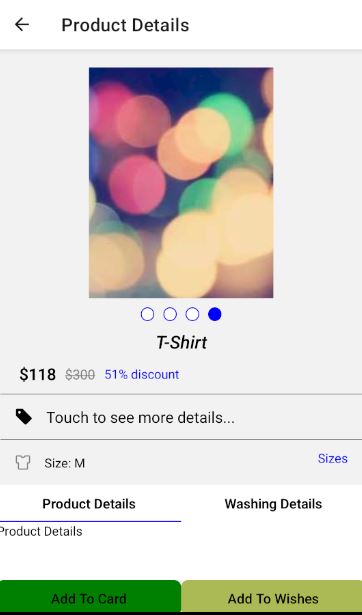 Product Details
T-Shirt
$118 $300 51% discount
Touch to see more details...
Size: M Sizes
Product Details Washing Details
Product Details
Add To Card Add To Wishes